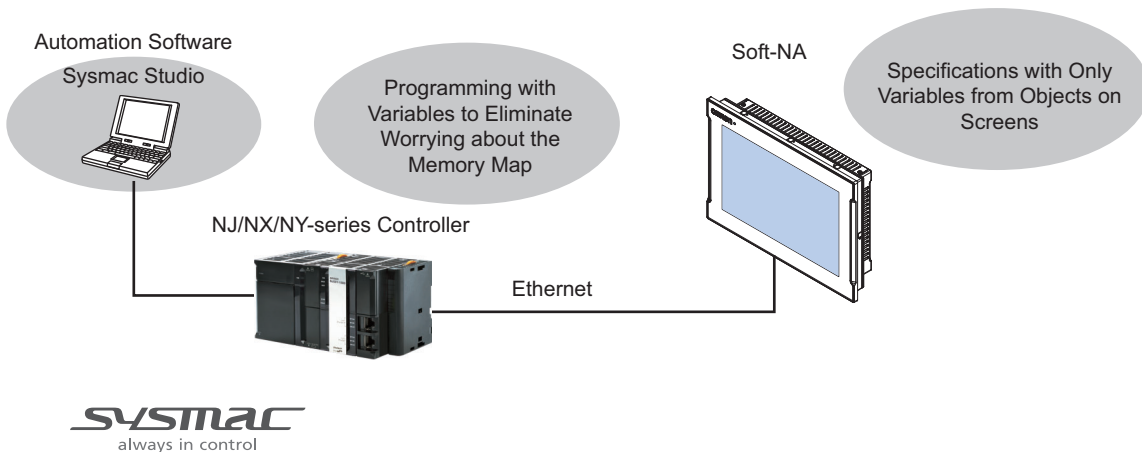 Automation Software
Sysmac Studio
Programming with
Variables to Eliminate
Worrying about the
Memory Map
Soft-NA
Specifications with Only
Variables from Objects on
Screens
NJ/NX/NY-series Controller
Ethernet
sysmac
always in control